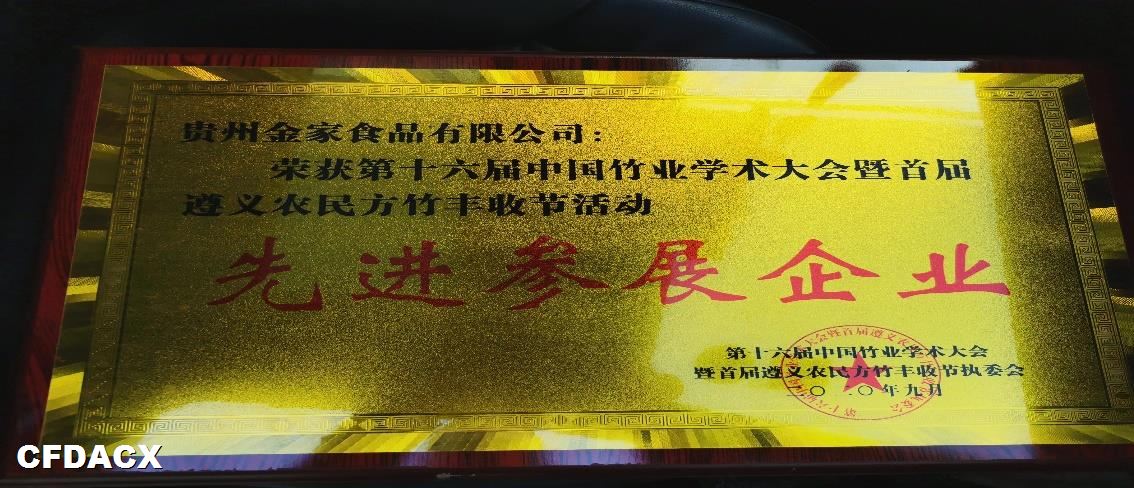 贵州金家食品有限公司:
荣获第十六届中国竹业学术大会暨首届
遵义农民方竹丰收节活动
先进参展企业
第十六届中国竹业学术大会
暨首届遵义农民方竹丰收节执委会
年九月
CFDACX